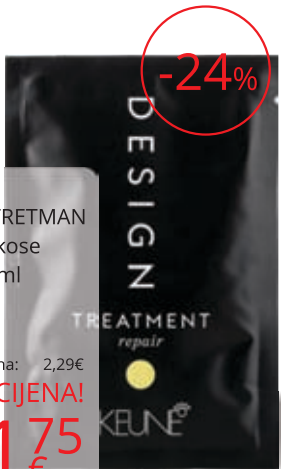 -24%
DESIGN
TRETMAN
kose
ml
TREATMENT
repair
na: 2,29€
CIJENA!
1,75 €
KEUNE